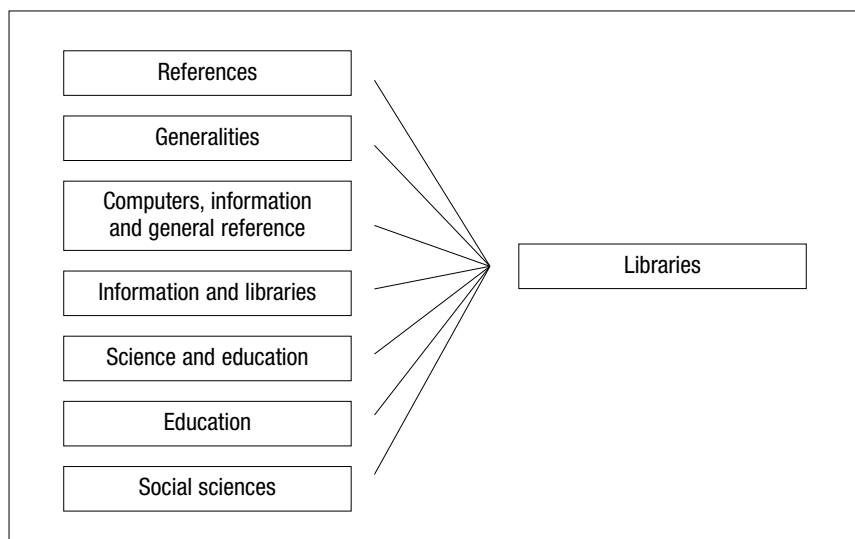 References
Generalities
Computers, information
and general reference
Information and libraries
Libraries
Science and education
Education
Social sciences